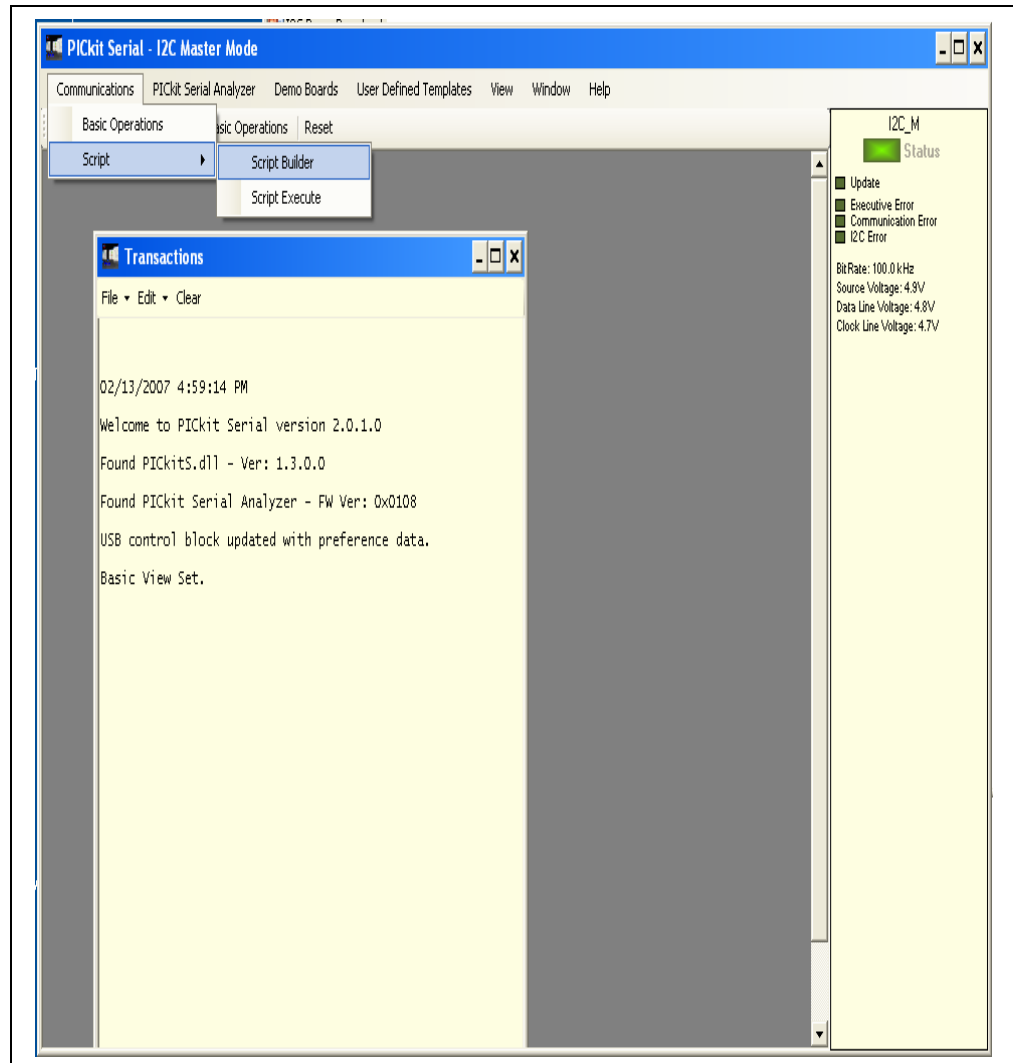 PICkit Serial - I2C Master Mode
Communications PICkit Serial Analyzer Demo Boards User Defined Templates View Window Help
Basic Operations
Operations Reset
Script
Script Builder
Script Execute
I2C_M
Status
Update
Executive Error
Communication Error
I2C Error
Bit Rate: 100.0 kHz
Source Voltage: 4.9V
Data Line Voltage: 4.8V
Clock Line Voltage: 4.7V
Transactions
File Edit Clear
02/13/2007 4:59:14 PM
Welcome to PICkit Serial version 2.0.1.0
Found PICkitS.dll - Ver: 1.3.0.0
Found PICkit Serial Analyzer - FW Ver: 0x0108
USB control block updated with preference data.
Basic View Set.